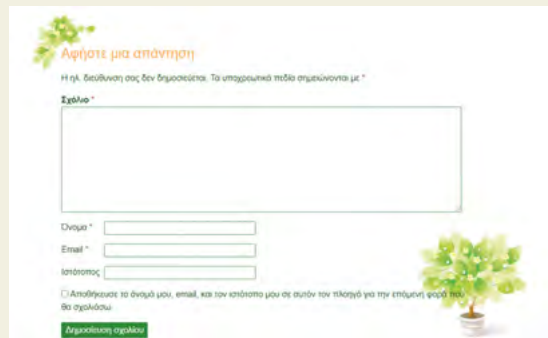 Αφήστε μια απάντηση
Η ηλ. διεύθυνση σας δεν δημοσιεύεται. Τα υποχρεωτικά πεδία σημειώνονται με *
Σχόλιο *
Όνομα *
Email *
Ιστότοπος
Αποθήκευσε το όνομά μου, email, και τον ιστότοπο μου σε αυτόν τον πλοηγό για την επόμενη φορά που
θα σχολιάσω.
Δημοσίευση σχολίου